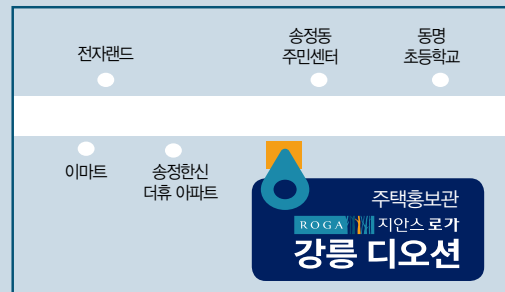 전자랜드
송정동
주민센터
동명
초등학교
이마트
송정한신
더휴 아파트
주택홍보관
ROGA 지안스 로가
강릉 디오션